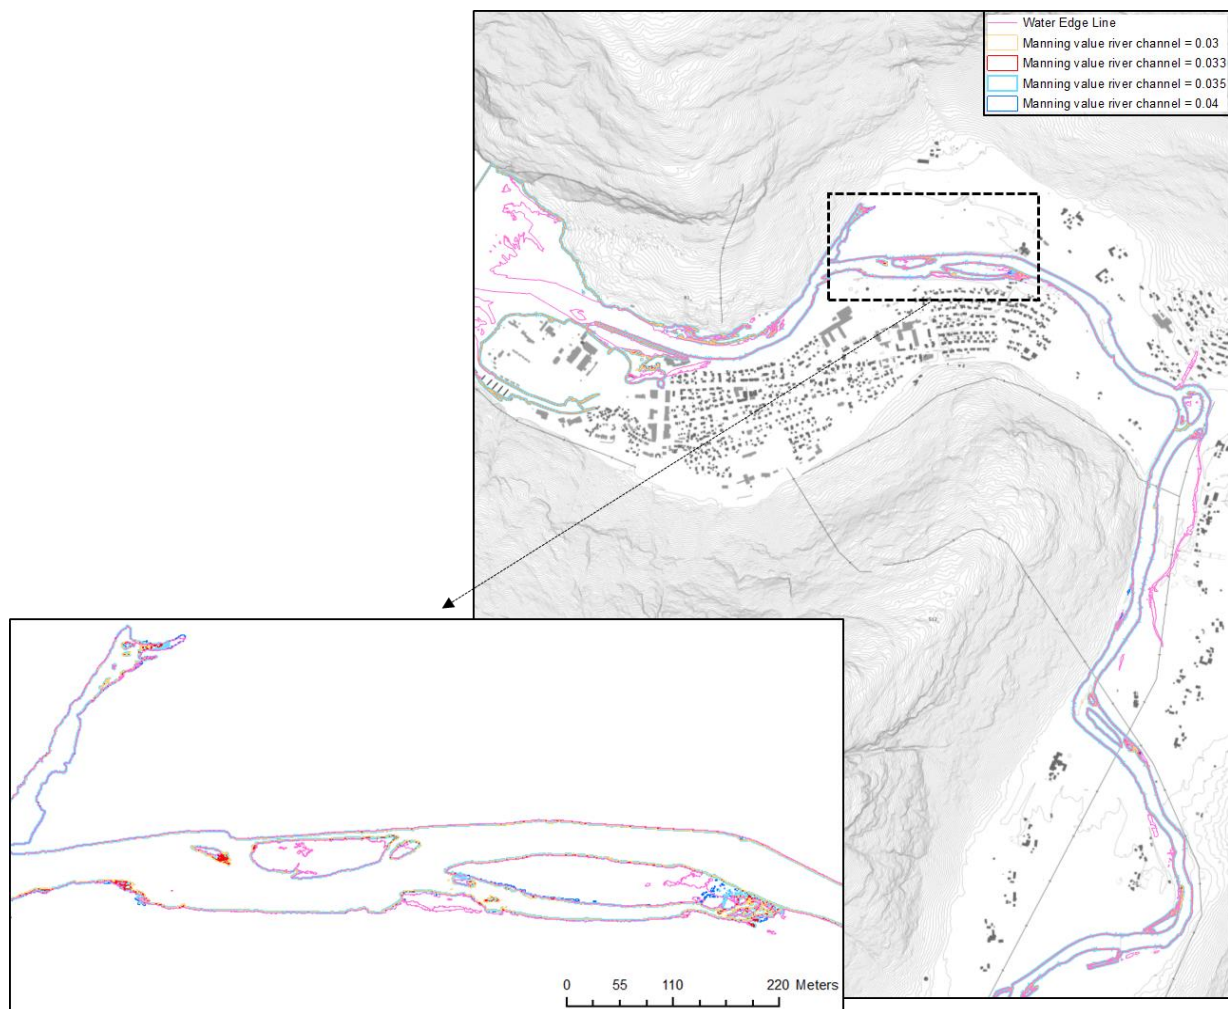 Water Edge Line
Manning value river channel = 0.03
Manning value river channel = 0.033
Manning value river channel = 0.035
Manning value river channel = 0.04
0 55 110 220 Meters